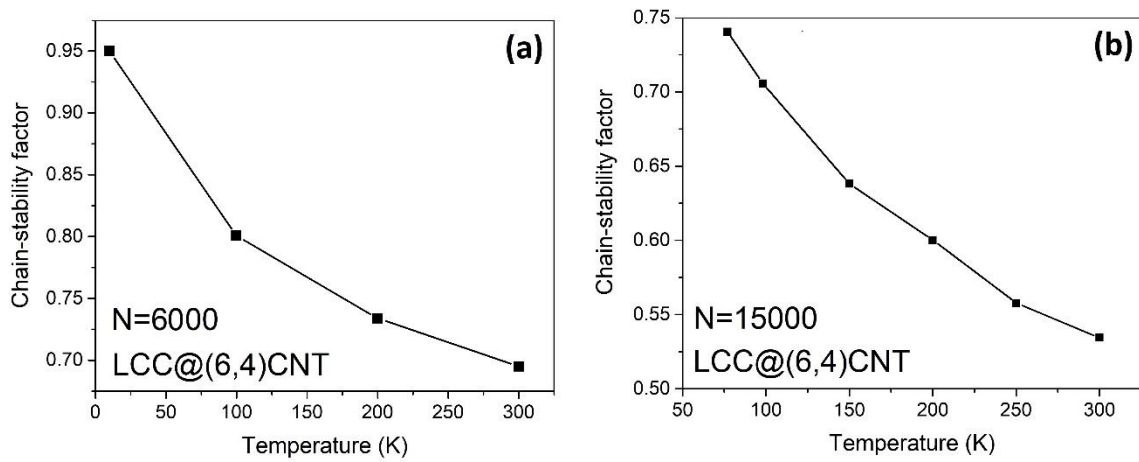 (a)
0.95
0.90
0.85
0.80
0.75
0.70
Chain-stability factor
N=6000
LCC@(6,4)CNT
0 50 100 150 200 250 300
Temperature (K)
(b)
0.75
0.70
0.65
0.60
0.55
0.50
Chain-stability factor
N=15000
LCC@(6,4)CNT
50 100 150 200 250 300
Temperature (K)